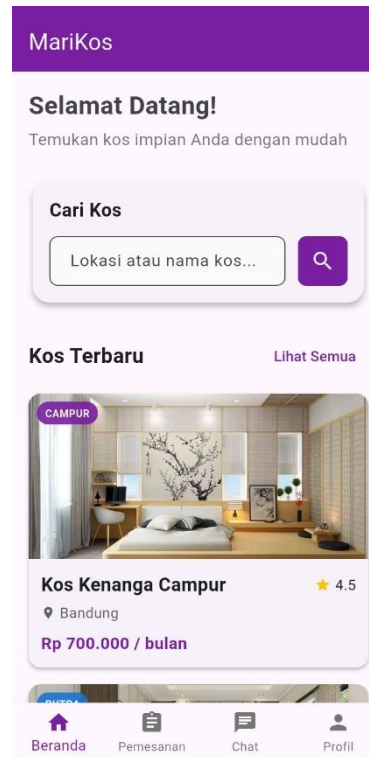 MariKos
Selamat Datang!
Temukan kos impian Anda dengan mudah
Cari Kos
Lokasi atau nama kos...
Kos Terbaru
Lihat Semua
CAMPUR
Kos Kenanga Campur
4.5
Bandung
Rp 700.000 / bulan
PUTRA
Beranda
Pemesanan
Chat
Profil